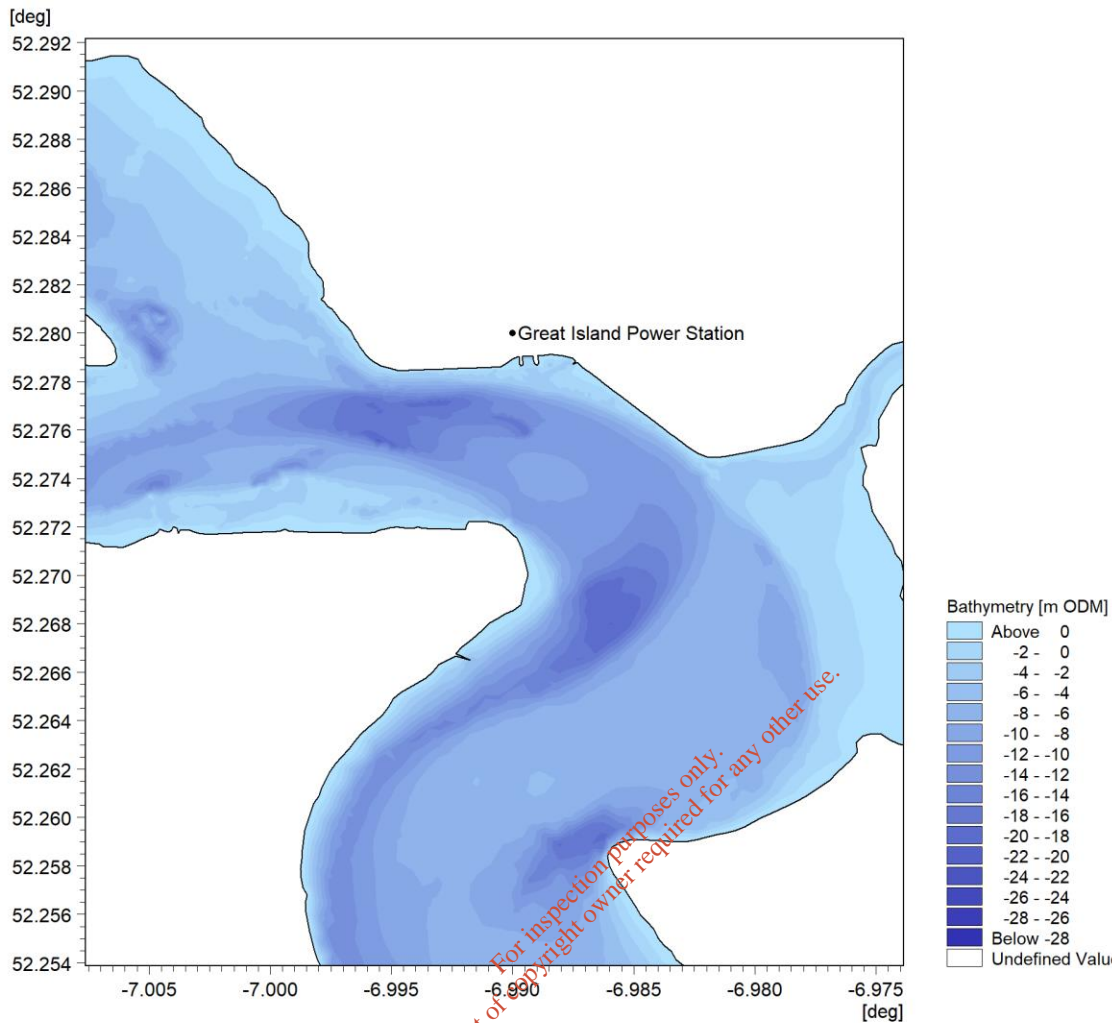 [deg]
52.292
52.290
52.288
52.286
52.284
52.282
52.280
52.278
52.276
52.274
52.272
52.270
52.268
52.266
52.264
52.262
52.260
52.258
52.256
52.254
Great Island Power Station
For inspection purposes only.
t of copyright owner required for any other use.
-7.005 -7.000 -6.995 -6.990 -6.985 -6.980 -6.975
[deg]
Bathymetry [m ODM]
Above 0
-2 - 0
-4 - -2
-6 - -4
-8 - -6
-10 - -8
-12 - -10
-14 - -12
-16 - -14
-18 - -16
-20 - -18
-22 - -20
-24 - -22
-26 - -24
-28 - -26
Below -28
Undefined Valu